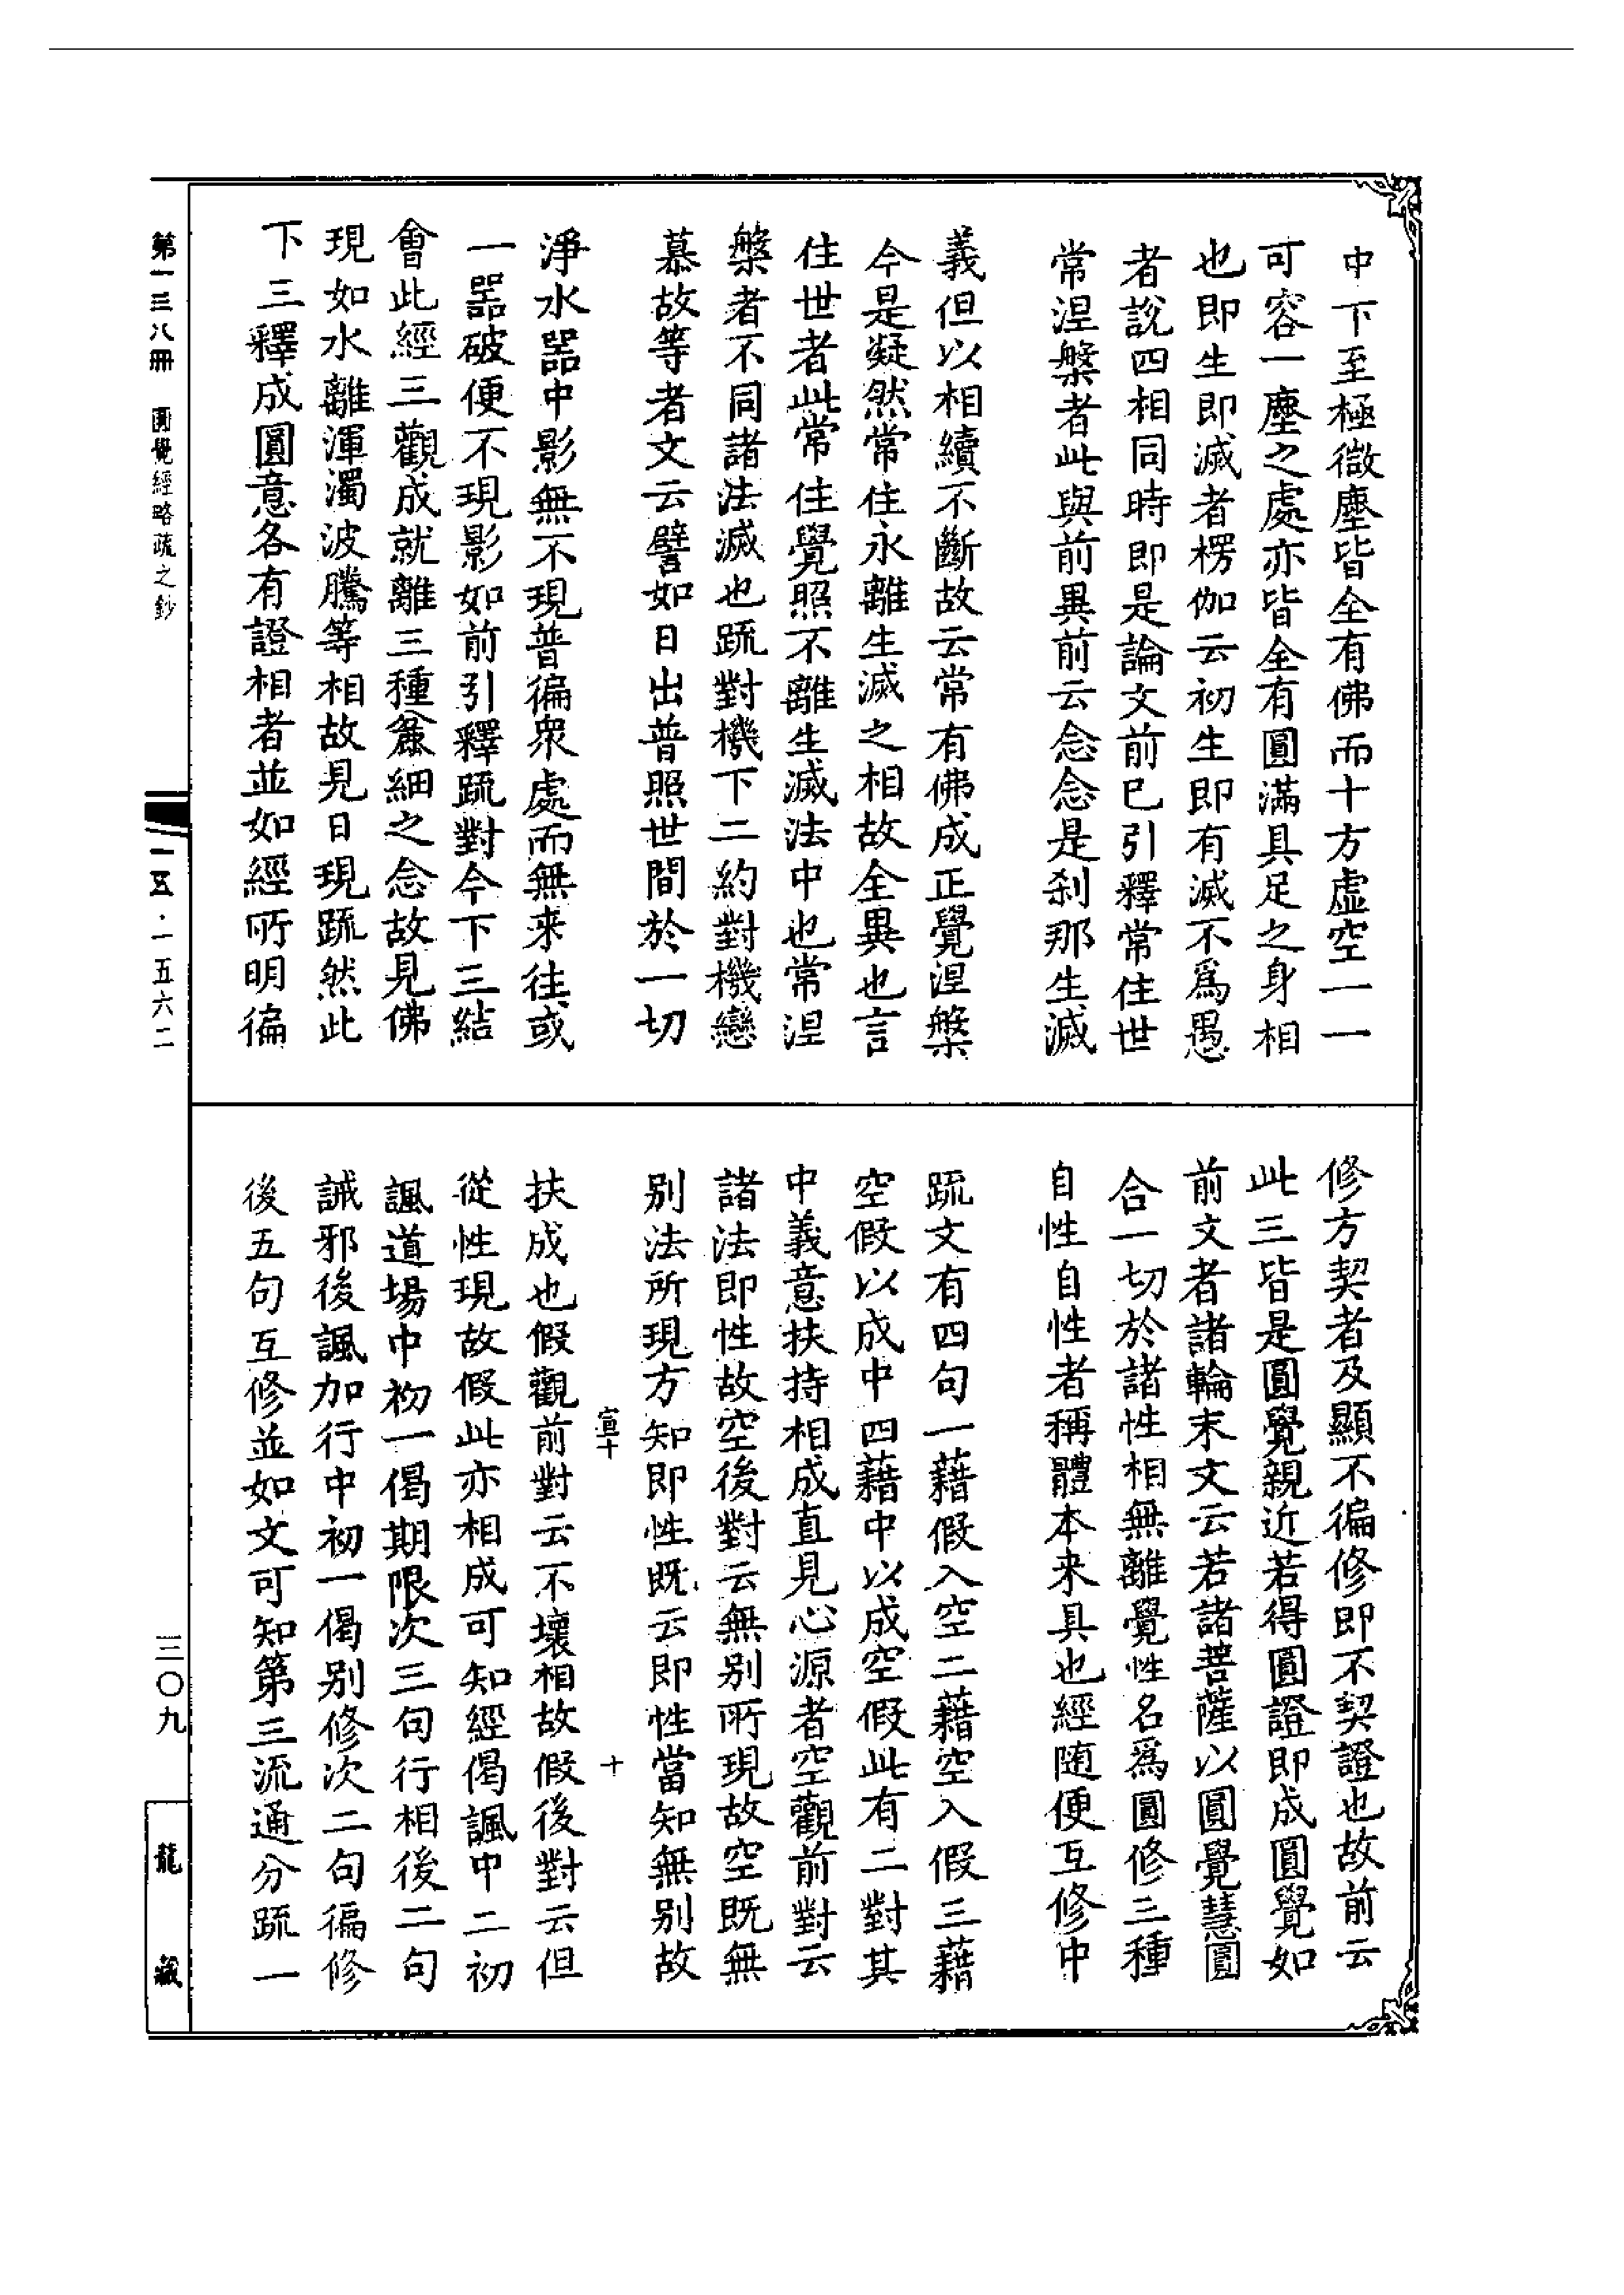 中下至極微塵皆全有佛而十方虛空一一
可容一塵之處亦皆全有圓滿具足之身相
也即生即滅者楞伽云初生即有滅不爲愚
者說四相同時即是論文前已引釋常住世
常涅槃者此與前異前云念念是刹那生滅
義但以相續不斷故云常有佛成正覺涅槃
今是凝然常住永離生滅之相故全異也言
住世者此常住覺照不離生滅法中也常涅
槃者不同諸法滅也䟽對機下二約對機戀
慕故等者文云譬如日出普照世間於一切
淨水器中影無不現普徧衆處而無来往或
一器破便不現影如前引釋䟽對今下三結
會此經三觀成就離三種麄細之念故見佛
現如水離渾濁波騰等相故見日現䟽然此
下三釋成圓意各有證相者並如經所明徧
修方契者及顯不徧修即不契證也故前云
此三皆是圓覺親近若得圓證即成圓覺如
前文者諸輪末文云若諸菩薩以圓覺慧圓
合一切於諸性相無離覺性名爲圓修三種
自性自性者稱體本来具也經随便互修中
䟽文有四句一藉假入空二藉空入假三藉
空假以成中四藉中以成空假此有二對其
中義意扶持相成直見心源者空觀前對云
諸法即性故空後對云無别所現故空既無
别法所現方知即性既云即性當知無别故
扶成也假觀前對云不壞相故假後對云但
從性現故假此亦相成可知經偈諷中二初
諷道場中初一偈期限次三句行相後二句
誡邪後諷加行中初一偈别修次二句徧修
後五句互修並如文可知第三流通分䟽一
十
第一三八冊　圓覺經略疏之鈔
一五·一五六二
三〇九
龍藏